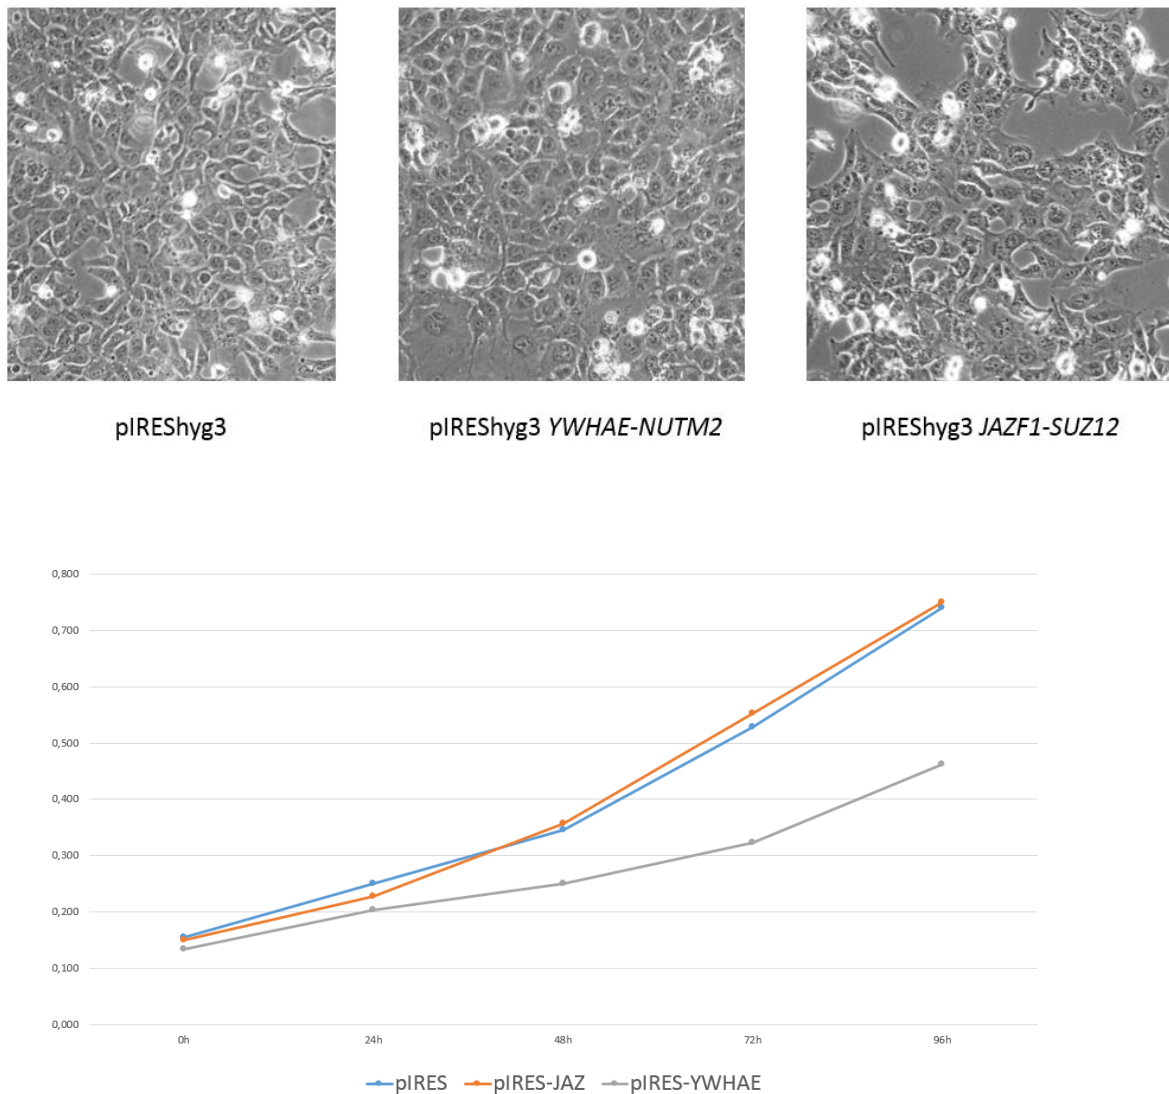 pIREShyg3
pIREShyg3 YWHAE-NUTM2
pIREShyg3 JAZF1-SUZ12
0,800
0,700
0,600
0,500
0,400
0,300
0,200
0,100
0,000
0h
24h
48h
72h
96h
pIRES
pIRES-JAZ
pIRES-YWHAE